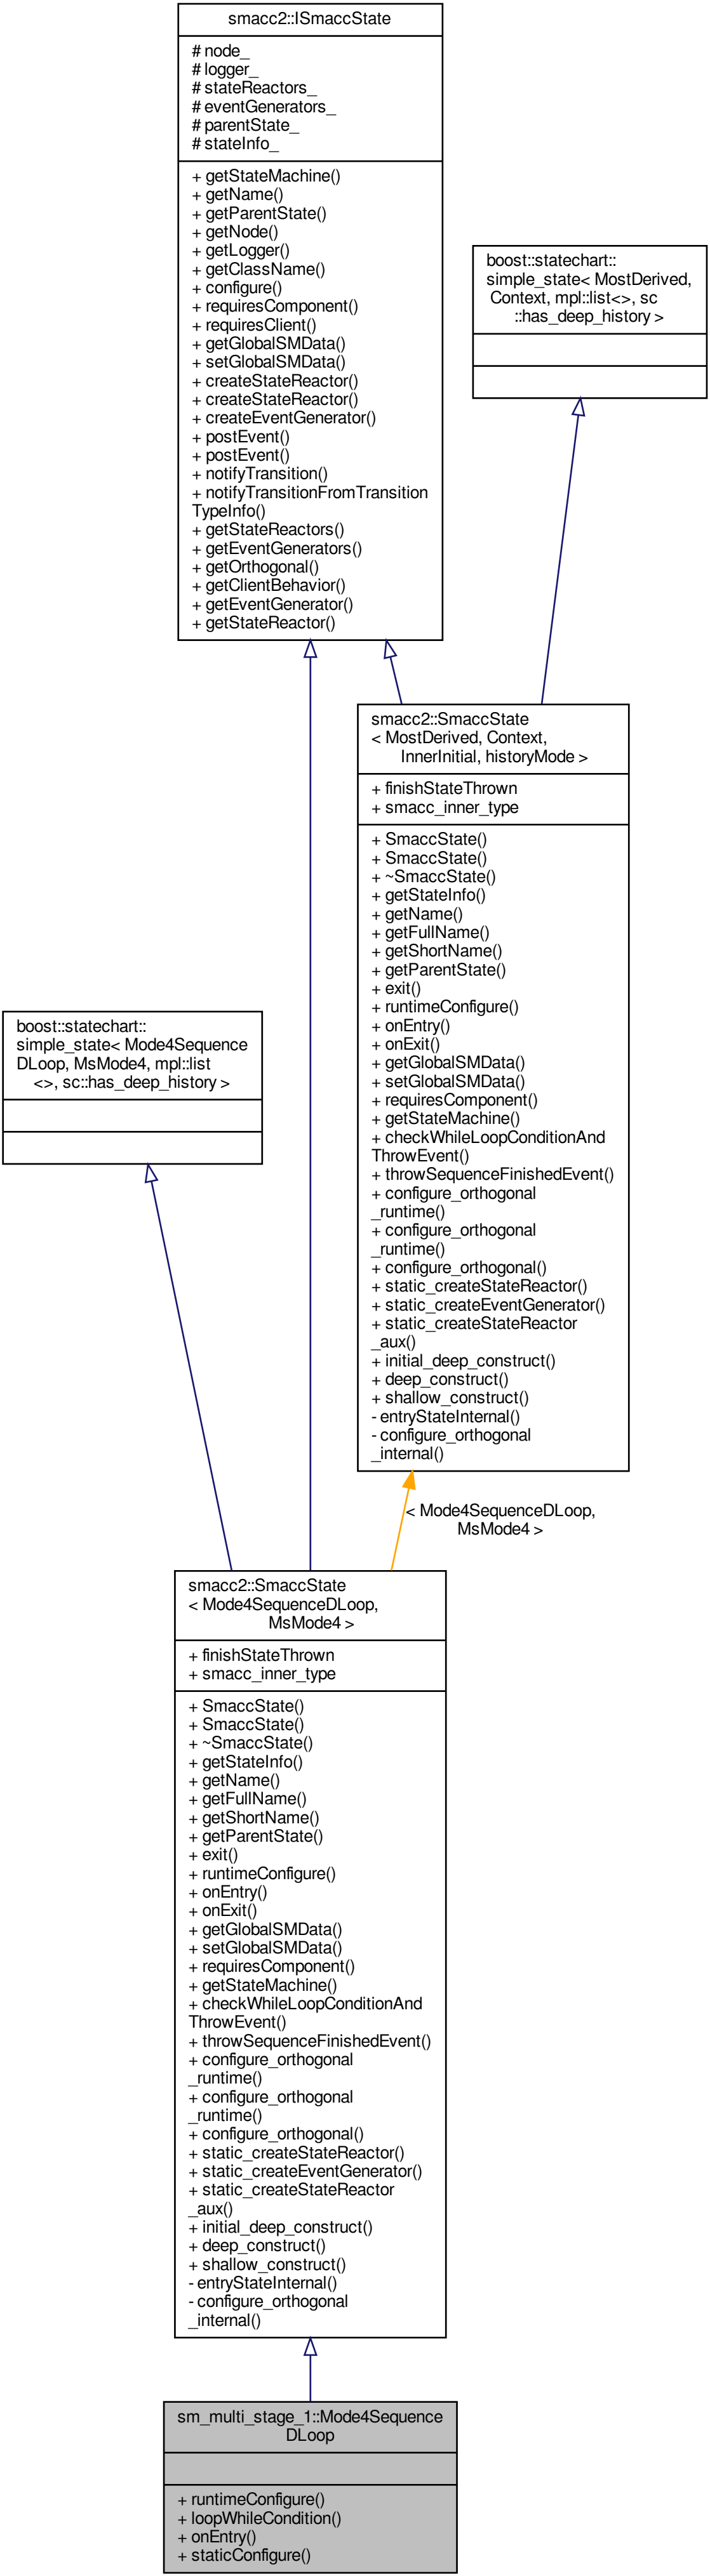 smacc2::ISmaccState
# node_
# logger_
# stateReactors_
# eventGenerators_
# parentState_
# stateInfo_
+ getStateMachine()
+ getName()
+ getParentState()
+ getNode()
+ getLogger()
+ getClassName()
+ configure()
+ requiresComponent()
+ requiresClient()
+ getGlobalSMData()
+ setGlobalSMData()
+ createStateReactor()
+ createStateReactor()
+ createEventGenerator()
+ postEvent()
+ postEvent()
+ notifyTransition()
+ notifyTransitionFromTransition
TypeInfo()
+ getStateReactors()
+ getEventGenerators()
+ getOrthogonal()
+ getClientBehavior()
+ getEventGenerator()
+ getStateReactor()
boost::statechart::
simple_state< MostDerived,
Context, mpl::list<>, sc
::has_deep_history >
smacc2::SmaccState
< MostDerived, Context,
InnerInitial, historyMode >
+ finishStateThrown
+ smacc_inner_type
+ SmaccState()
+ SmaccState()
+ ~SmaccState()
+ getStateInfo()
+ getName()
+ getFullName()
+ getShortName()
+ getParentState()
+ exit()
+ runtimeConfigure()
+ onEntry()
+ onExit()
+ getGlobalSMData()
+ setGlobalSMData()
+ requiresComponent()
+ getStateMachine()
+ checkWhileLoopConditionAnd
ThrowEvent()
+ throwSequenceFinishedEvent()
+ configure_orthogonal
_runtime()
+ configure_orthogonal
_runtime()
+ configure_orthogonal()
+ static_createStateReactor()
+ static_createEventGenerator()
+ static_createStateReactor
_aux()
+ initial_deep_construct()
+ deep_construct()
+ shallow_construct()
- entryStateInternal()
- configure_orthogonal
_internal()
boost::statechart::
simple_state< Mode4Sequence
DLoop, MsMode4, mpl::list
<>, sc::has_deep_history >
< Mode4SequenceDLoop,
MsMode4 >
smacc2::SmaccState
< Mode4SequenceDLoop,
MsMode4 >
+ finishStateThrown
+ smacc_inner_type
+ SmaccState()
+ SmaccState()
+ ~SmaccState()
+ getStateInfo()
+ getName()
+ getFullName()
+ getShortName()
+ getParentState()
+ exit()
+ runtimeConfigure()
+ onEntry()
+ onExit()
+ getGlobalSMData()
+ setGlobalSMData()
+ requiresComponent()
+ getStateMachine()
+ checkWhileLoopConditionAnd
ThrowEvent()
+ throwSequenceFinishedEvent()
+ configure_orthogonal
_runtime()
+ configure_orthogonal
_runtime()
+ configure_orthogonal()
+ static_createStateReactor()
+ static_createEventGenerator()
+ static_createStateReactor
_aux()
+ initial_deep_construct()
+ deep_construct()
+ shallow_construct()
- entryStateInternal()
- configure_orthogonal
_internal()
sm_multi_stage_1::Mode4Sequence
DLoop
+ runtimeConfigure()
+ loopWhileCondition()
+ onEntry()
+ staticConfigure()